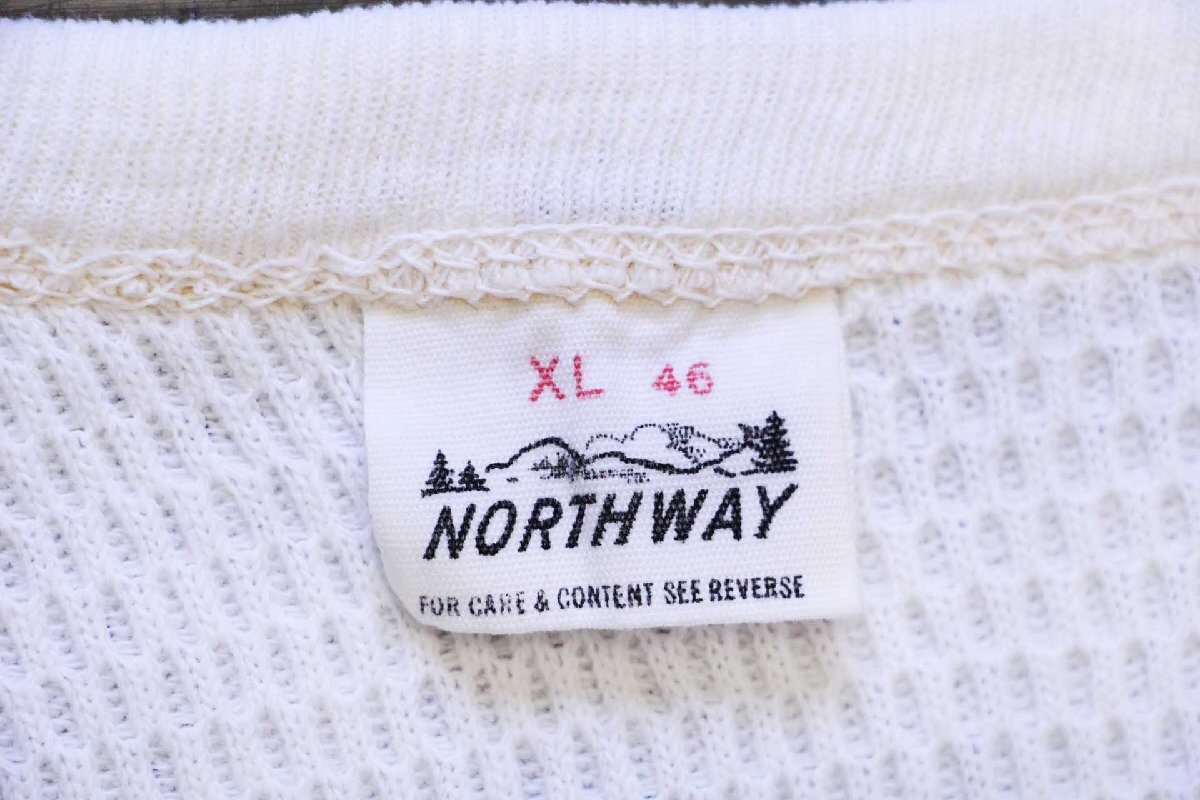 XL 46
NORTHWAY
FOR CARE & CONTENT SEE REVERSE